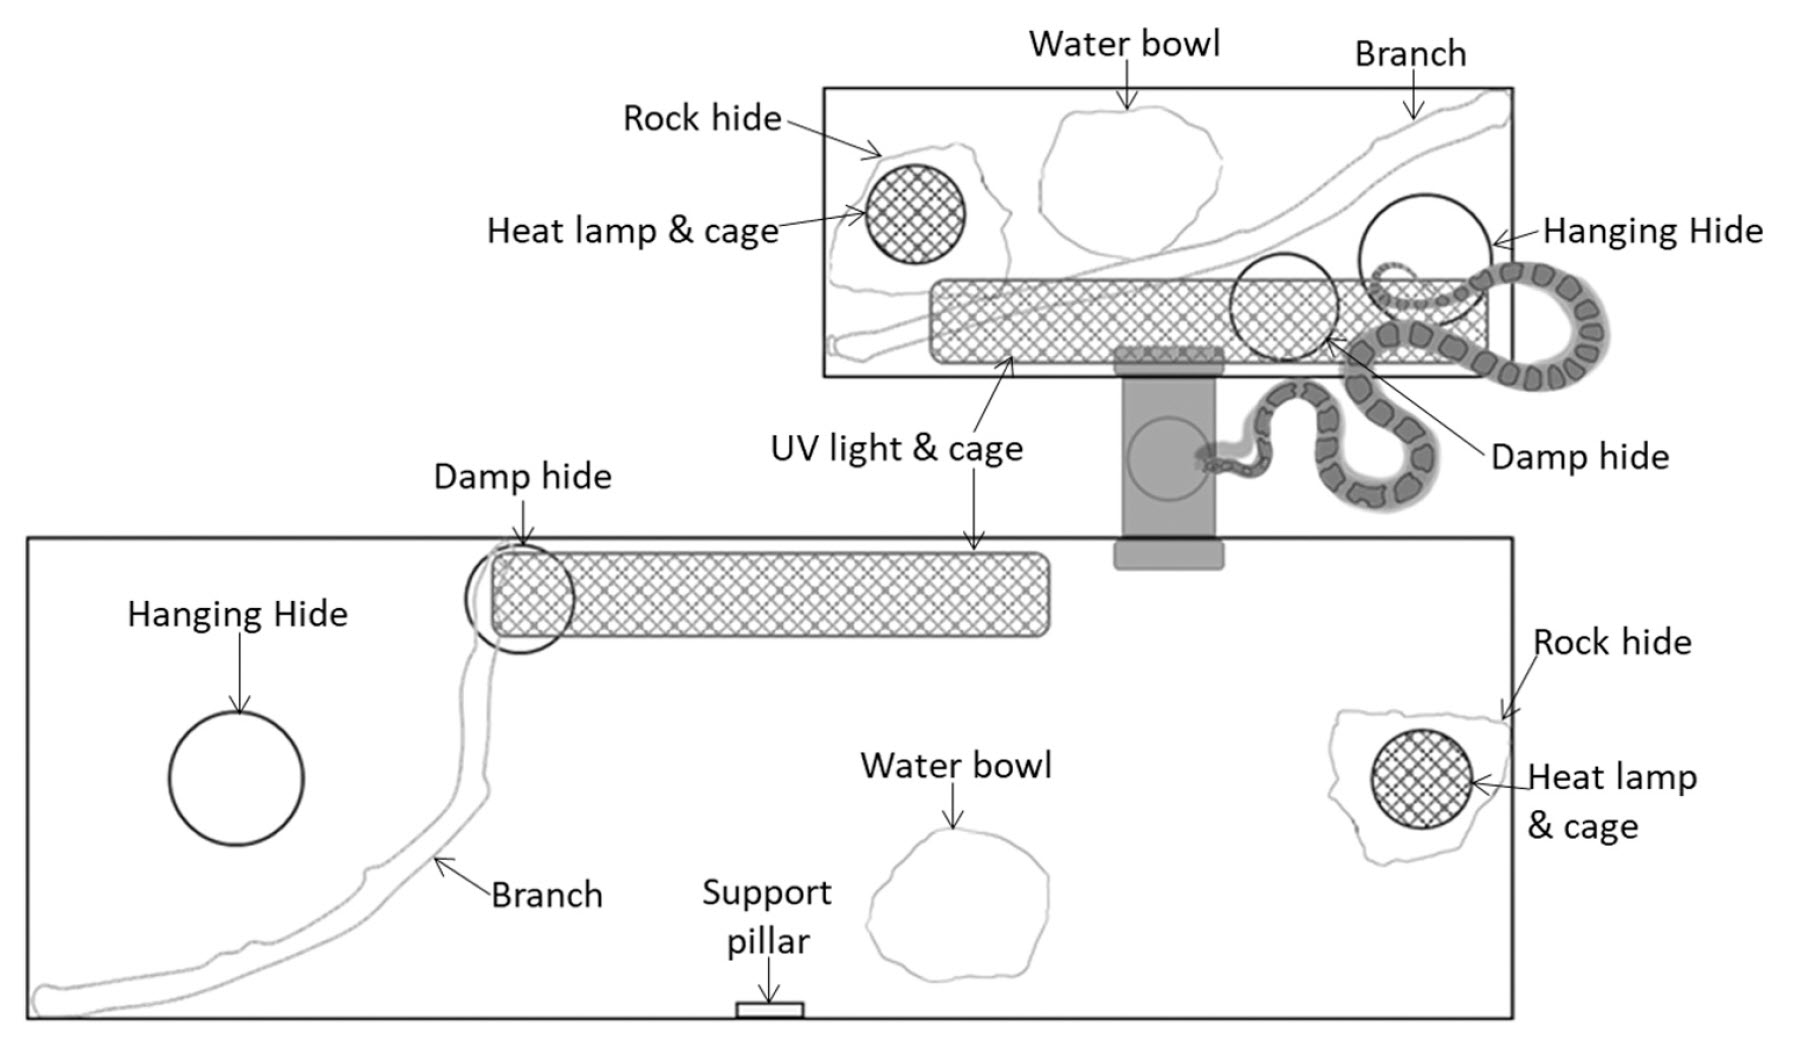 Water bowl
Branch
Rock hide
Heat lamp & cage
Hanging Hide
UV light & cage
Damp hide
Damp hide
Hanging Hide
Rock hide
Water bowl
Heat lamp
& cage
Branch
Support
pillar